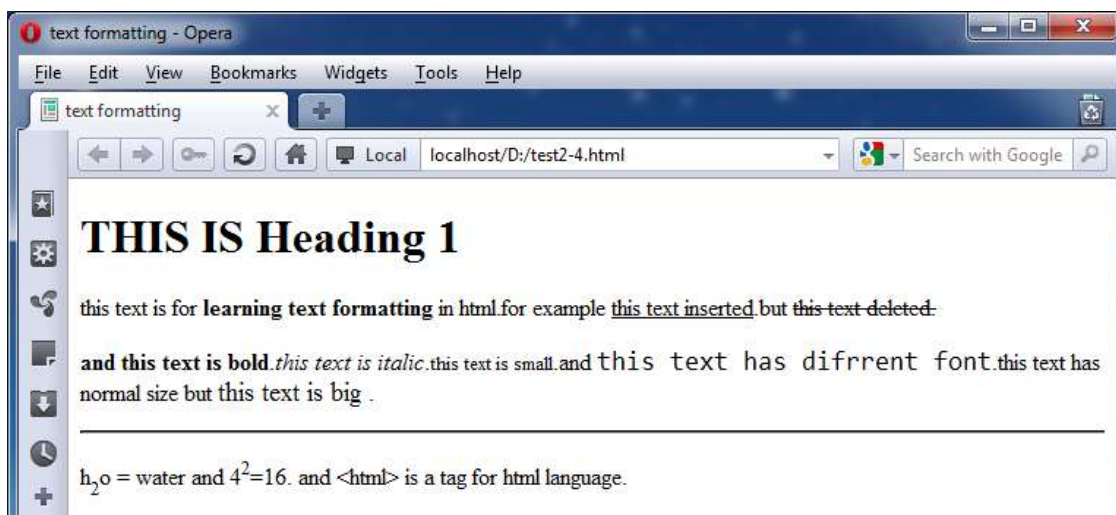 text formatting - Opera
File Edit View Bookmarks Widgets Tools Help
text formatting
Local localhost/D:/test2-4.html Search with Google
THIS IS Heading 1
this text is for learning text formatting in html.for example this text inserted.but this text deleted.
and this text is bold.this text is italic.this text is small.and this text has difrrent font.this text has
normal size but this text is big .
h₂o = water and 4²=16. and <html> is a tag for html language.